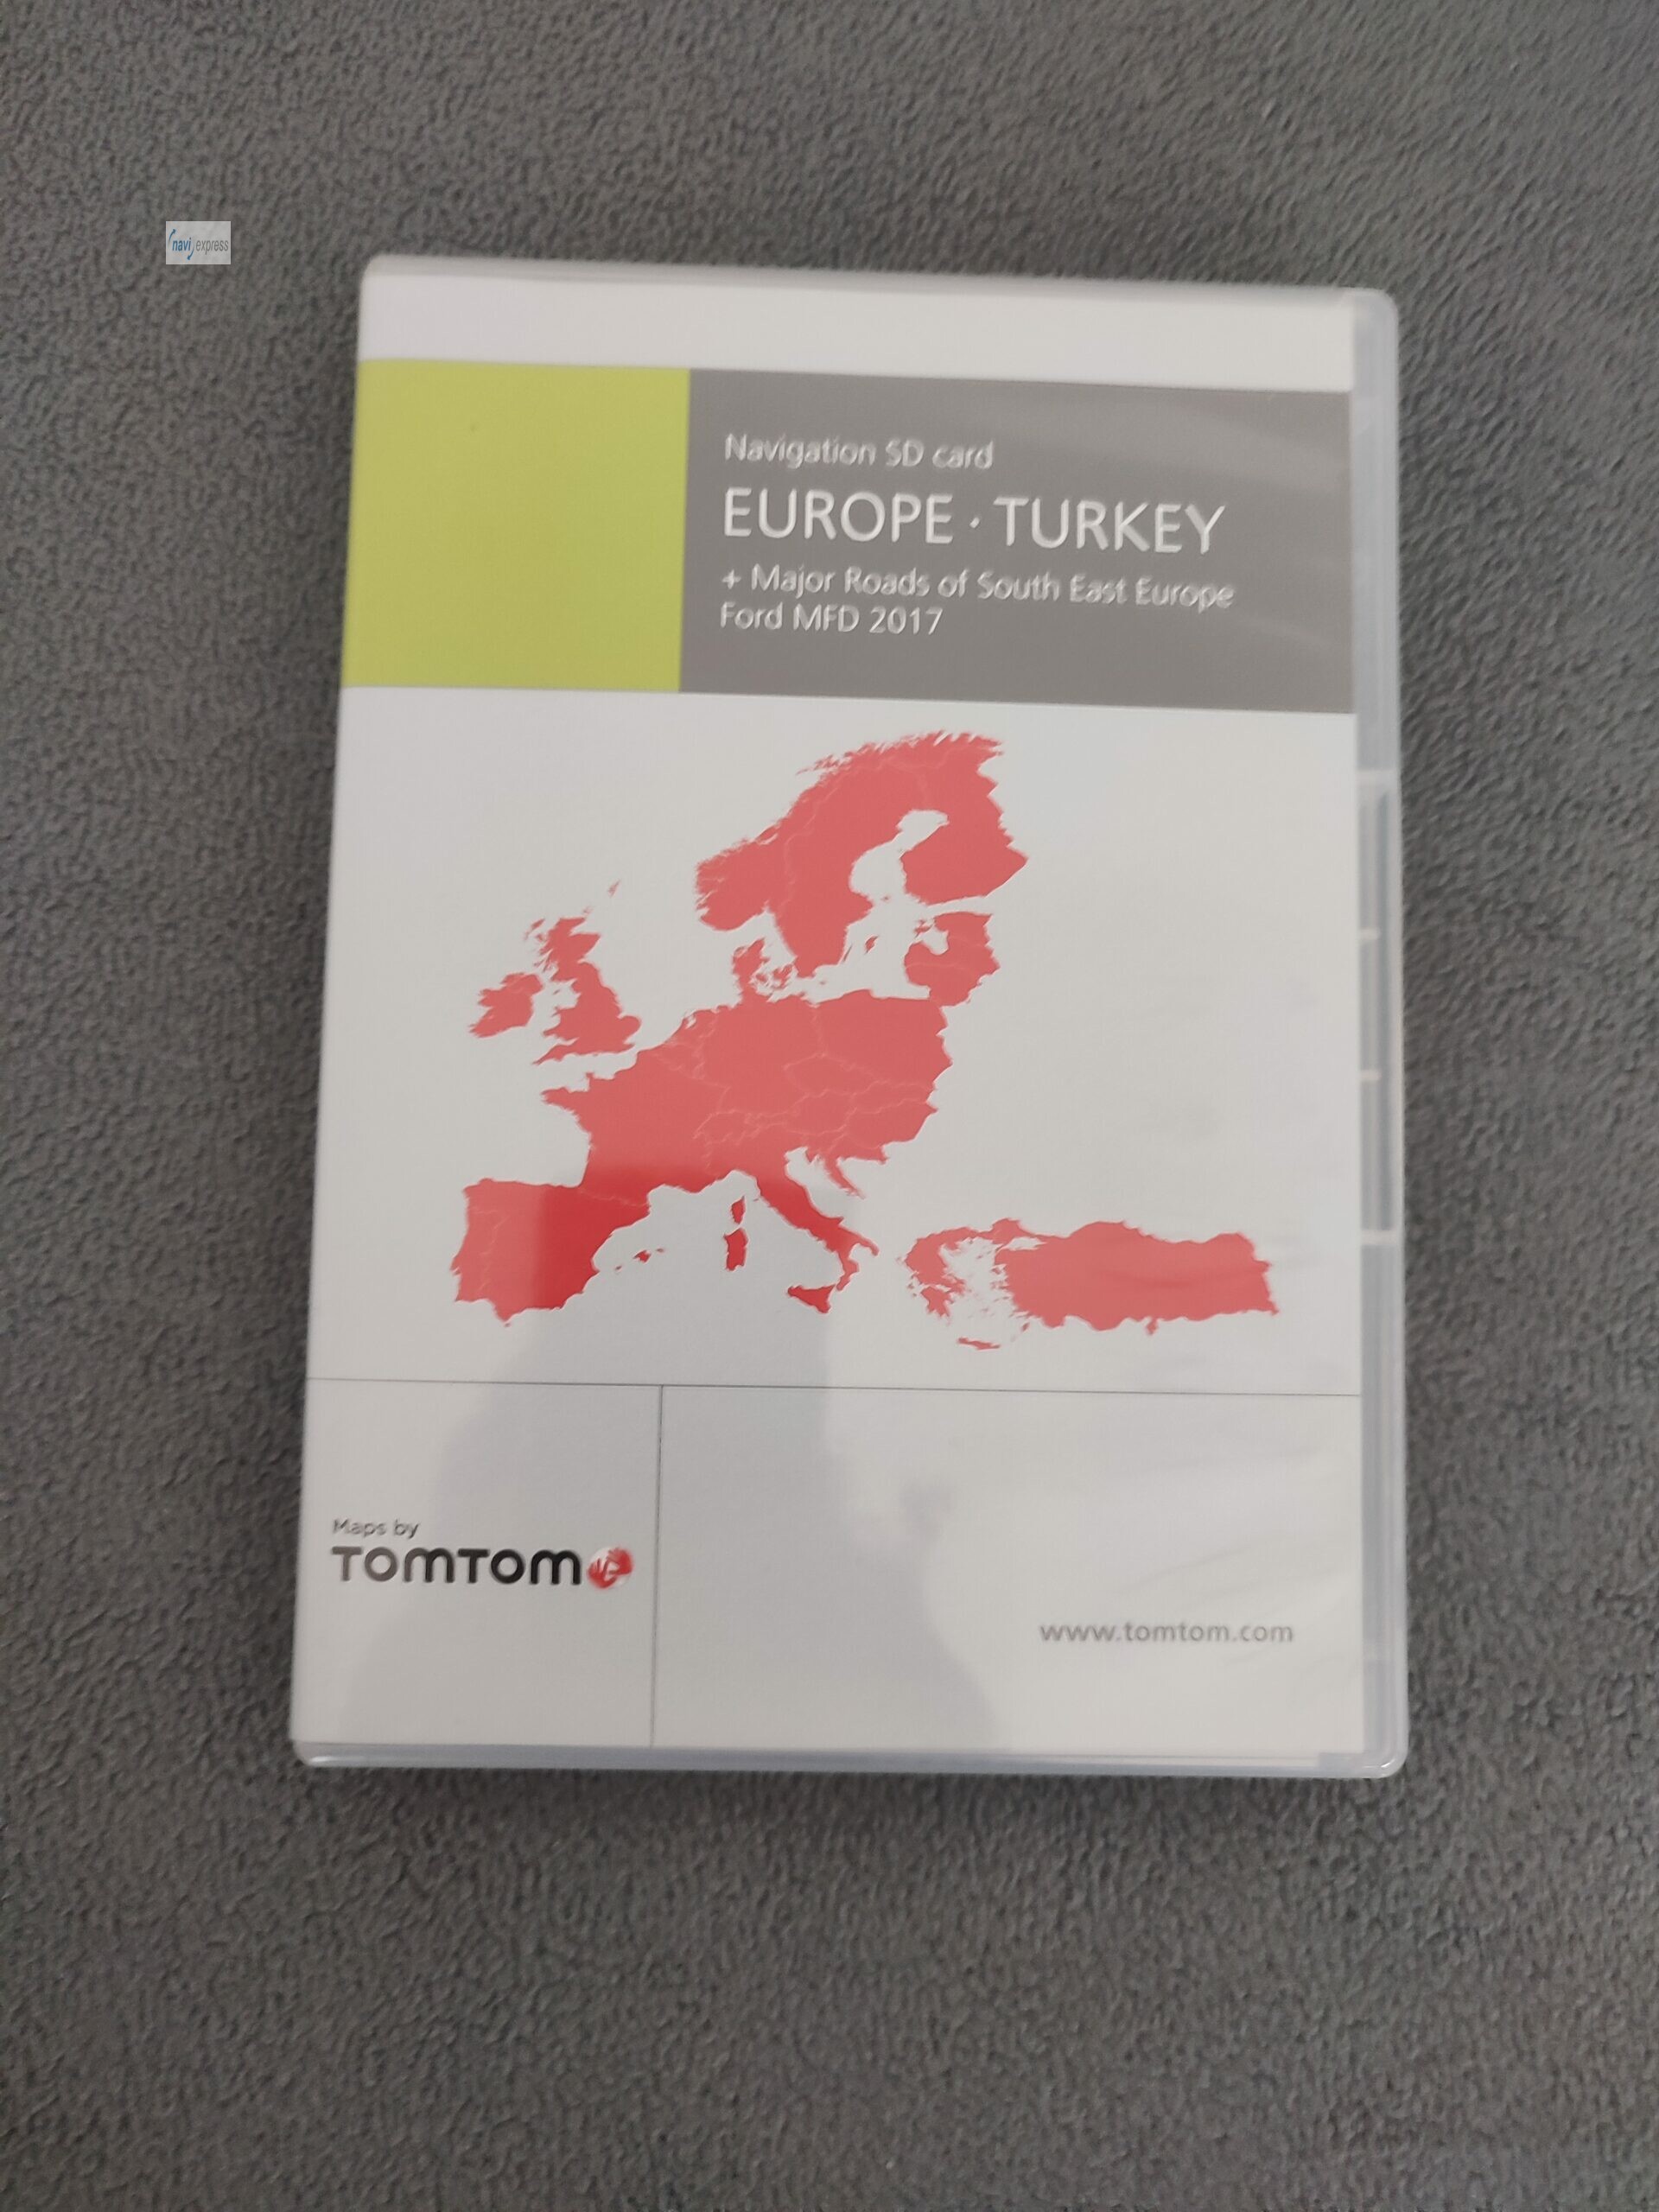 navi express
Navigation SD card
EUROPE · TURKEY
+ Major Roads of South East Europe
Ford MFD 2017
Maps by
TOMTOM
www.tomtom.com